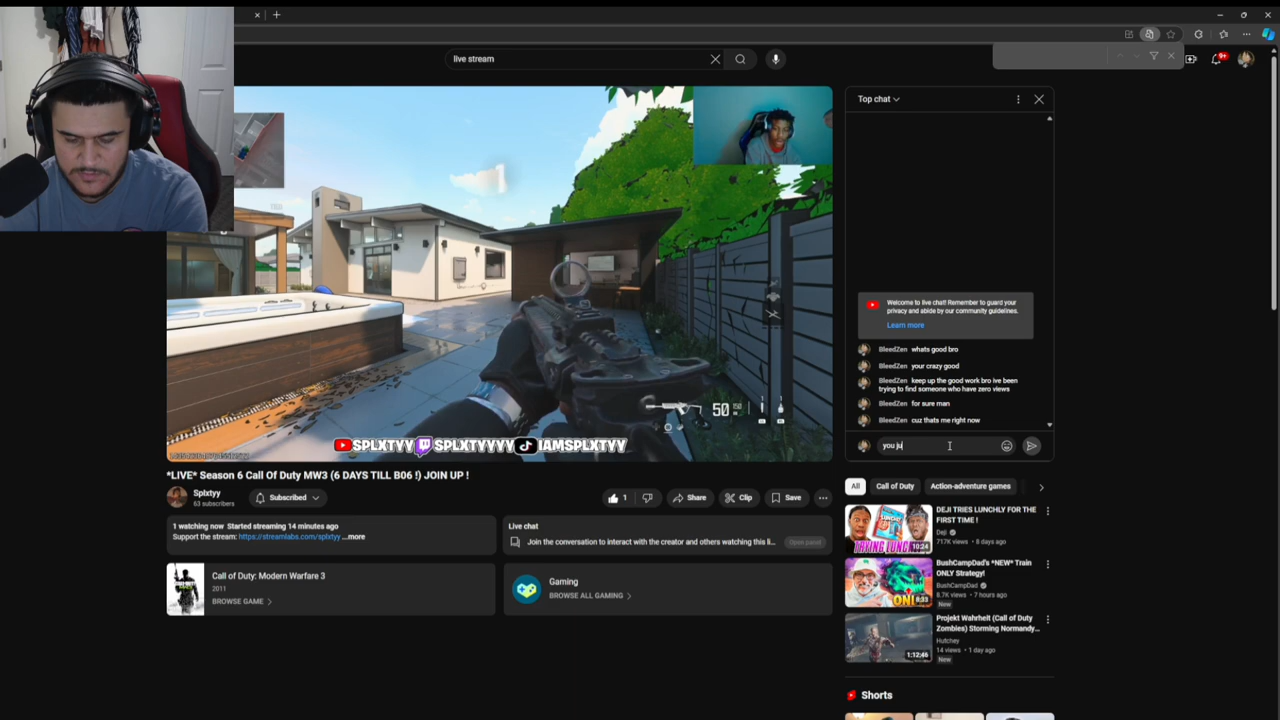 live stream
9+
Top chat
Welcome to live chat! Remember to guard your
privacy and abide by our community guidelines.
Learn more
BleedZen whats good bro
BleedZen your crazy good
BleedZen keep up the good work bro ive been
trying to find someone who have zero views
BleedZen for sure man
BleedZen cuz thats me right now
you ju
50
SPLXTYY SPLXTYYYY IAMSPLXTYY
*LIVE* Season 6 Call Of Duty MW3 (6 DAYS TILL BO6 !) JOIN UP !
Splxtyy
63 subscribers
Subscribed
1
Share
Clip
Save
1 watching now Started streaming 14 minutes ago
Support the stream: https://streamlabs.com/splxtyy ...more
Live chat
Join the conversation to interact with the creator and others watching this li...
Open panel
Call of Duty: Modern Warfare 3
2011
BROWSE GAME
Gaming
BROWSE ALL GAMING
All
Call of Duty
Action-adventure games
DEJI TRIES LUNCHLY FOR THE
FIRST TIME !
Deji
717K views • 8 days ago
10:24
BushCampDad's *NEW* Train
ONLY Strategy!
BushCampDad
8.7K views • 7 hours ago
New
8:33
Projekt Wahrheit (Call of Duty
Zombies) Storming Normandy...
Hutchey
14 views • 1 day ago
New
1:12:46
Shorts